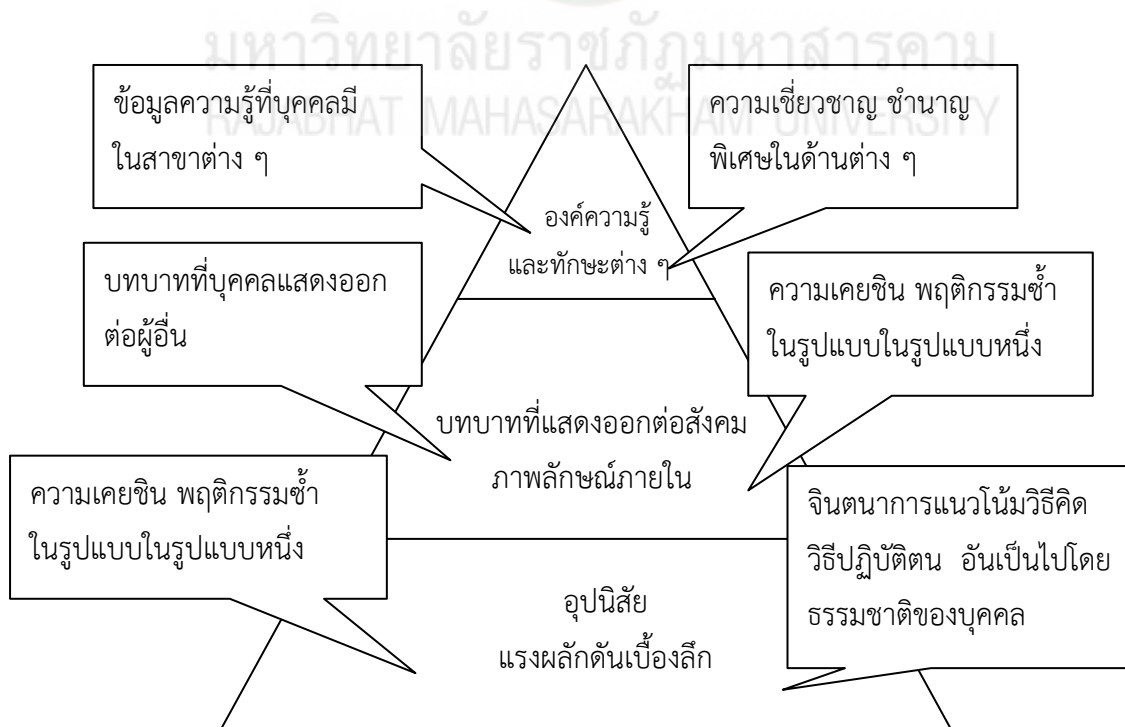 มหาวิทยาลัยราชภัฏมหาสารคาม
RAJABHAT MAHASARAKHAM UNIVERSITY
ข้อมูลความรู้ที่บุคคลมี
ในสาขาต่าง ๆ
ความเชี่ยวชาญ ชำนาญ
พิเศษในด้านต่าง ๆ
องค์ความรู้
และทักษะต่าง ๆ
บทบาทที่บุคคลแสดงออก
ต่อผู้อื่น
ความเคยชิน พฤติกรรมซ้ำ
ในรูปแบบในรูปแบบหนึ่ง
บทบาทที่แสดงออกต่อสังคม
ภาพลักษณ์ภายใน
ความเคยชิน พฤติกรรมซ้ำ
ในรูปแบบในรูปแบบหนึ่ง
จินตนาการแนวโน้มวิธีคิด
วิธีปฏิบัติตน อันเป็นไปโดย
ธรรมชาติของบุคคล
อุปนิสัย
แรงผลักดันเบื้องลึก